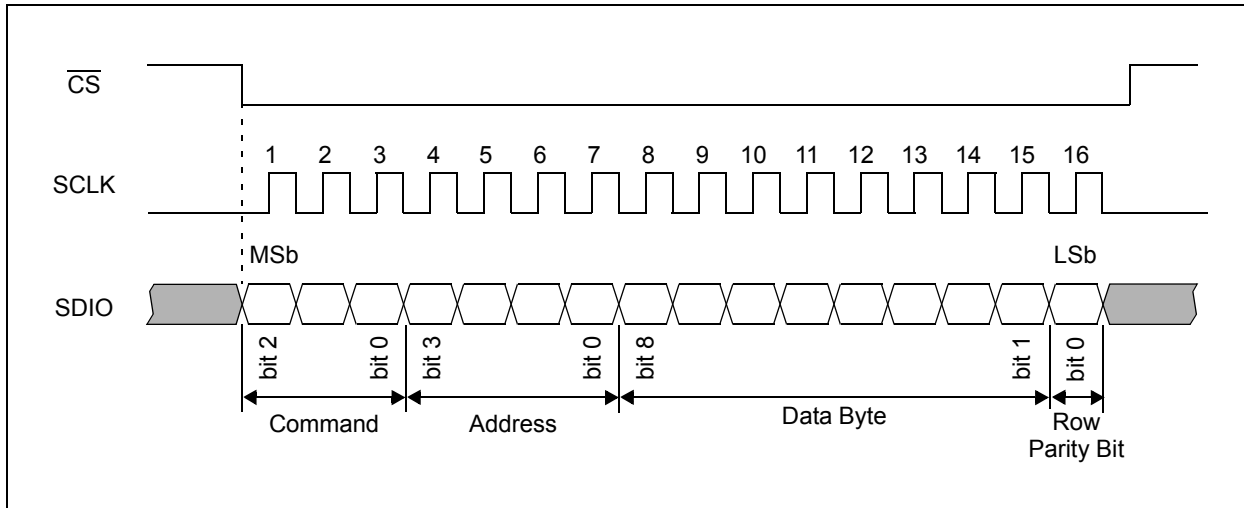 CS
1 2 3 4 5 6 7 8 9 10 11 12 13 14 15 16
SCLK
MSb LSb
SDIO
bit 2 bit 0 bit 3 bit 0 bit 8 bit 1 bit 0
Command Address Data Byte Row
Parity Bit